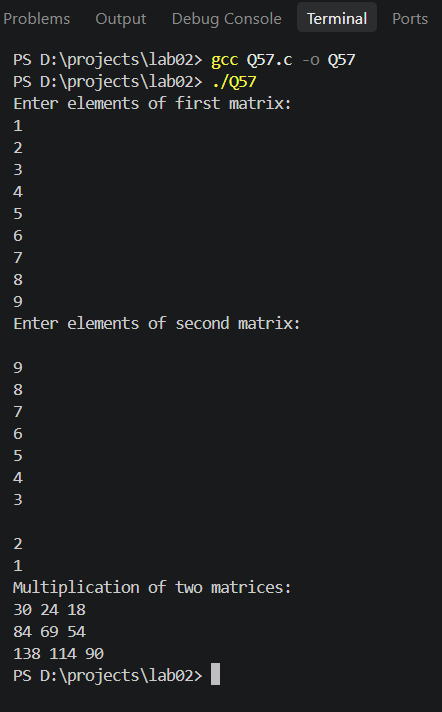 Problems Output Debug Console Terminal Ports
PS D:\projects\lab02> gcc Q57.c -o Q57
PS D:\projects\lab02> ./Q57
Enter elements of first matrix:
1
2
3
4
5
6
7
8
9
Enter elements of second matrix:
9
8
7
6
5
4
3
2
1
Multiplication of two matrices:
30 24 18
84 69 54
138 114 90
PS D:\projects\lab02>